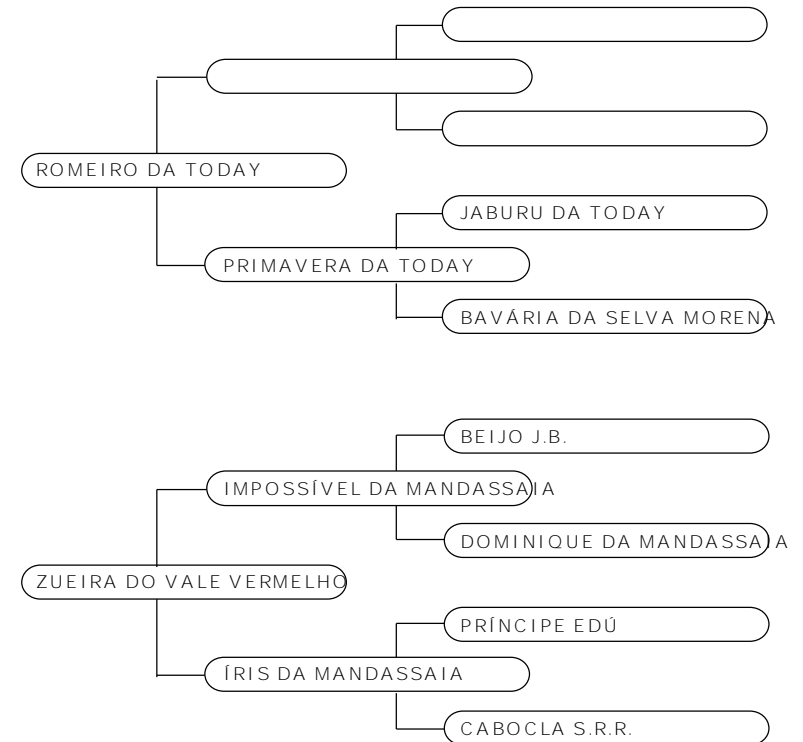 ROMEIRO DA TODAY
JABURU DA TODAY
PRIMAVERA DA TODAY
BAVÁRIA DA SELVA MORENA
BEIJO J.B.
IMPOSSÍVEL DA MANDASSAIA
DOMINIQUE DA MANDASSAIA
ZUEIRA DO VALE VERMELHO
PRÍNCIPE EDÚ
ÍRIS DA MANDASSAIA
CABOCLA S.R.R.